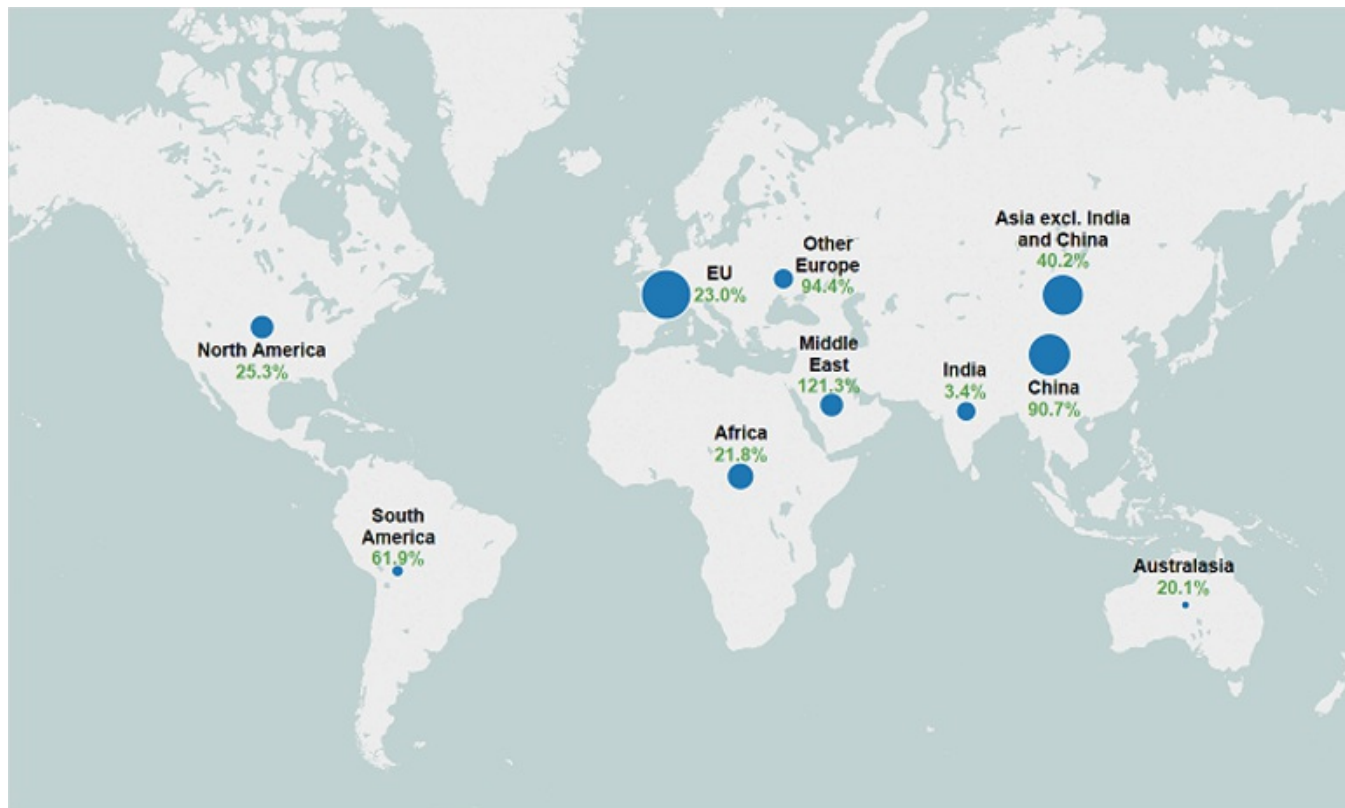 Asia excl. India
and China
40.2%
Other
Europe
94.4%
EU
23.0%
North America
25.3%
Middle
East
121.3%
India
3.4%
China
90.7%
Africa
21.8%
South
America
61.9%
Australasia
20.1%